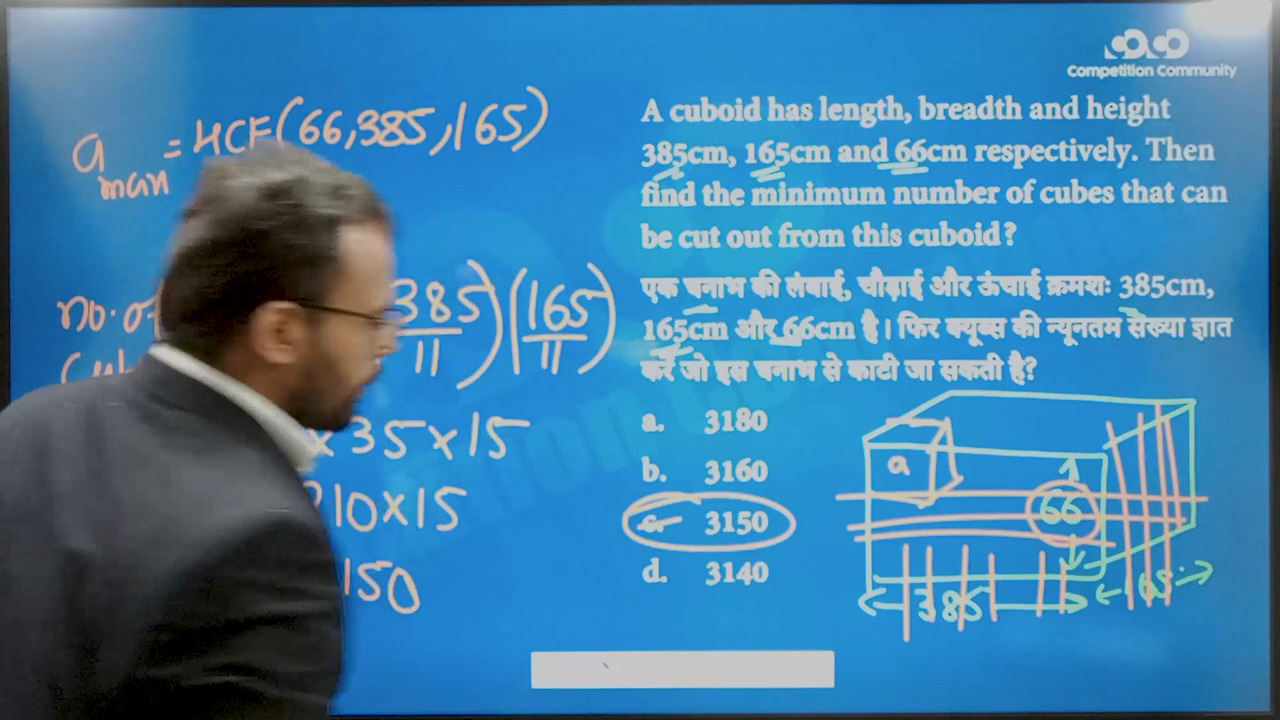 Competition Community
a max = HCF(66,385,165)
A cuboid has length, breadth and height
385cm, 165cm and 66cm respectively. Then
find the minimum number of cubes that can
be cut out from this cuboid?
एक घनाभ की लंबाई, चौड़ाई और ऊंचाई क्रमशः 385cm,
165cm और 66cm है। फिर क्यूब्स की न्यूनतम संख्या ज्ञात
करें जो इस घनाभ से काटी जा सकती है?
no. of
385/11)(165/11)
x 35 x 15
10x15
150
a. 3180
b. 3160
c. 3150
d. 3140
a
66
385
165